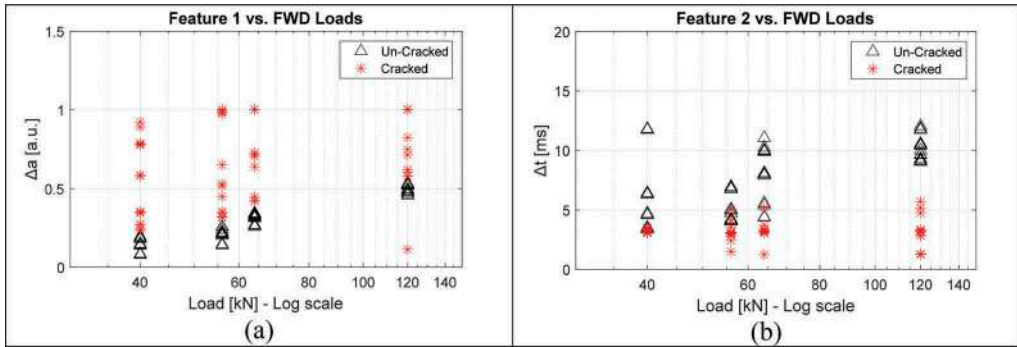 Feature 1 vs. FWD Loads
1.5
1
0.5
0
Δa [a.u.]
Un-Cracked
Cracked
40 60 80 100 120 140
Load [kN] - Log scale
(a)
Feature 2 vs. FWD Loads
20
15
10
5
0
Δt [ms]
Un-Cracked
Cracked
40 60 80 100 120 140
Load [kN] - Log scale
(b)